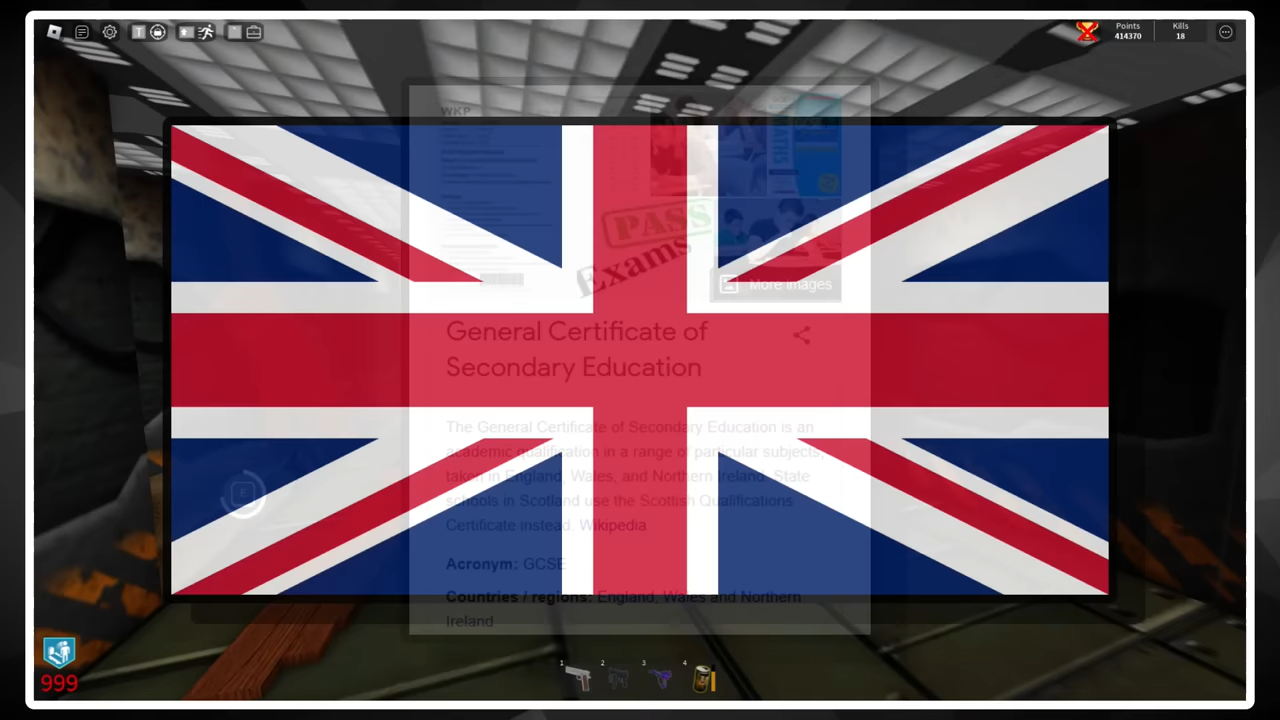 Points
414370
Kills
18
WKP
MATHS
PASS
Exams
More images
General Certificate of
Secondary Education
The General Certificate of Secondary Education is an
academic qualification in a range of particular subjects,
taken in England, Wales, and Northern Ireland. State
schools in Scotland use the Scottish Qualifications
Certificate instead. Wikipedia
Acronym: GCSE
Countries / regions: England, Wales and Northern
Ireland
E
T
1
2
3
4
999